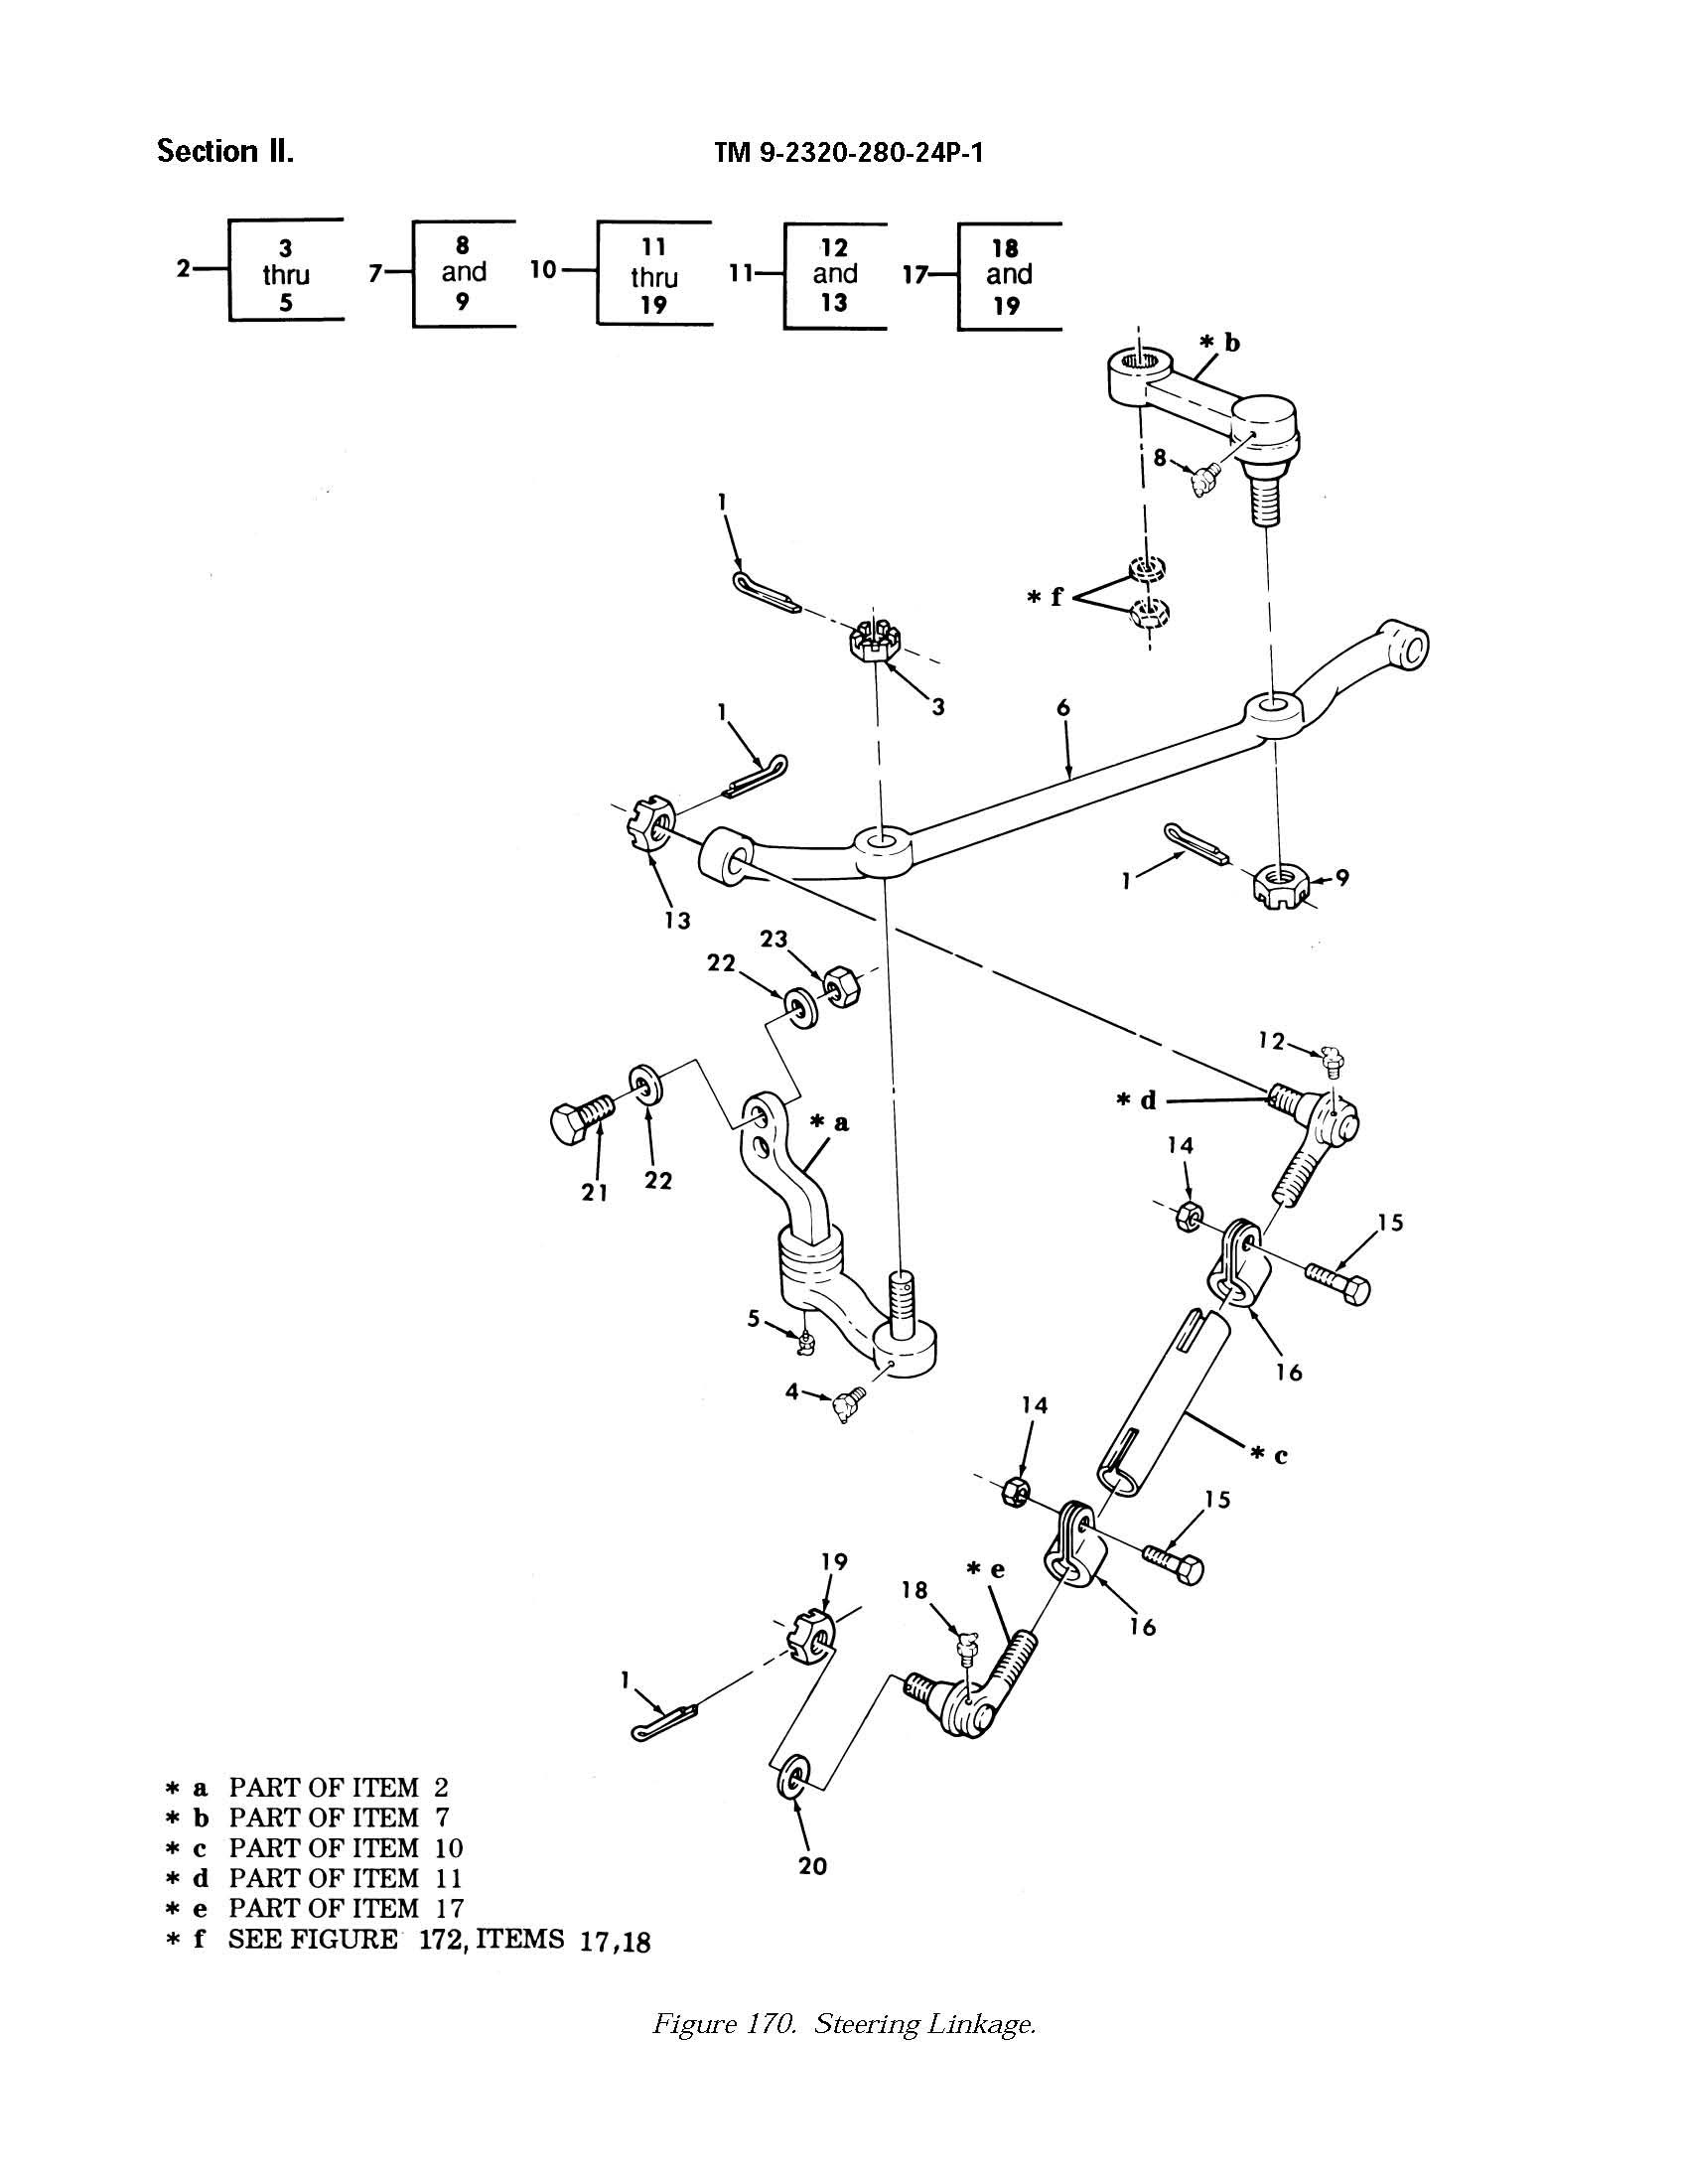 Section II.
TM 9-2320-280-24P-1
2 3 thru 5
7 8 and 9
10 11 thru 19
11 12 and 13
17 18 and 19
* b
8
1
* f
3
1
6
1
9
13
23
22
12
* d
* a
14
21
22
15
5
16
4
14
* c
15
19
* e
18
16
1
20
* a PART OF ITEM 2
* b PART OF ITEM 7
* c PART OF ITEM 10
* d PART OF ITEM 11
* e PART OF ITEM 17
* f SEE FIGURE 172, ITEMS 17,18
Figure 170. Steering Linkage.